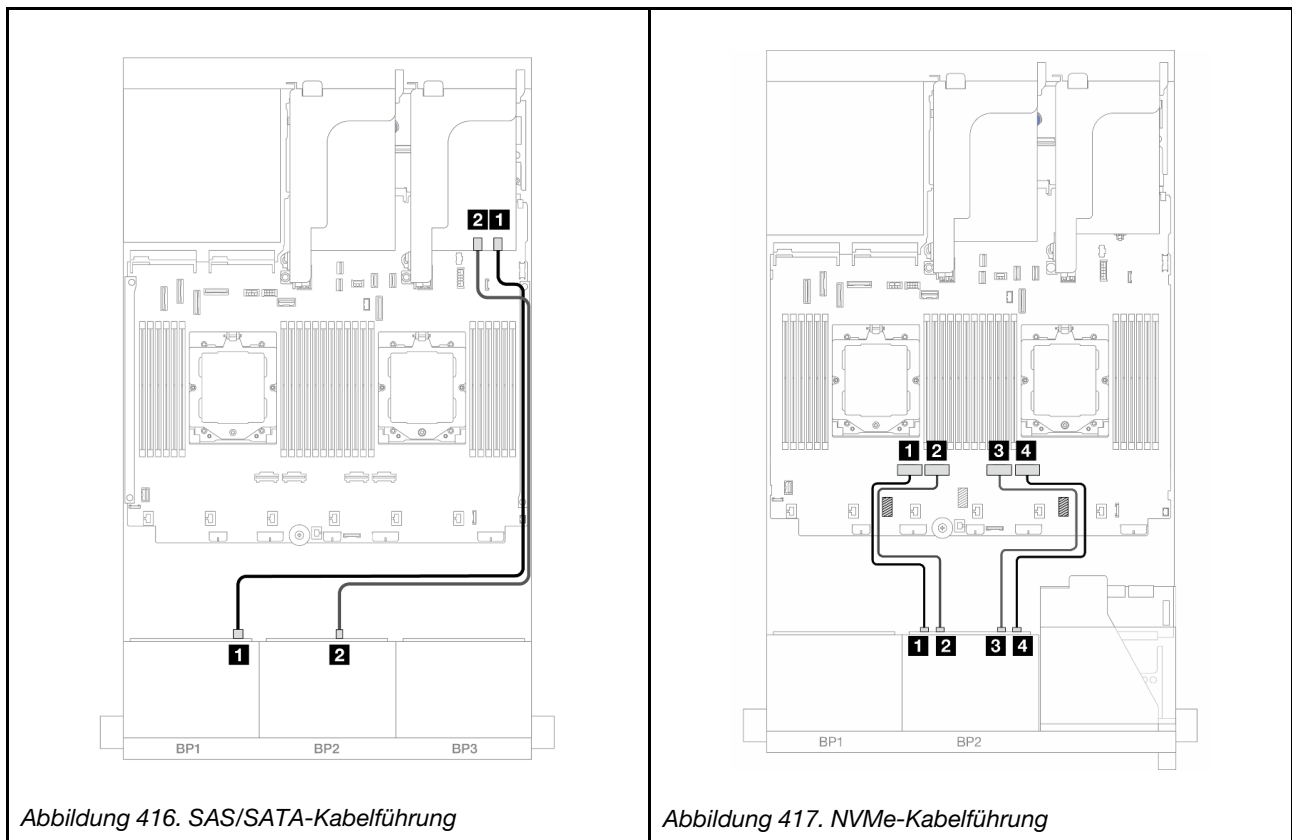 2 1
1
2
BP1 BP2 BP3
Abbildung 416. SAS/SATA-Kabelführung
1 2 3 4
1 2 3 4
BP1 BP2
Abbildung 417. NVMe-Kabelführung